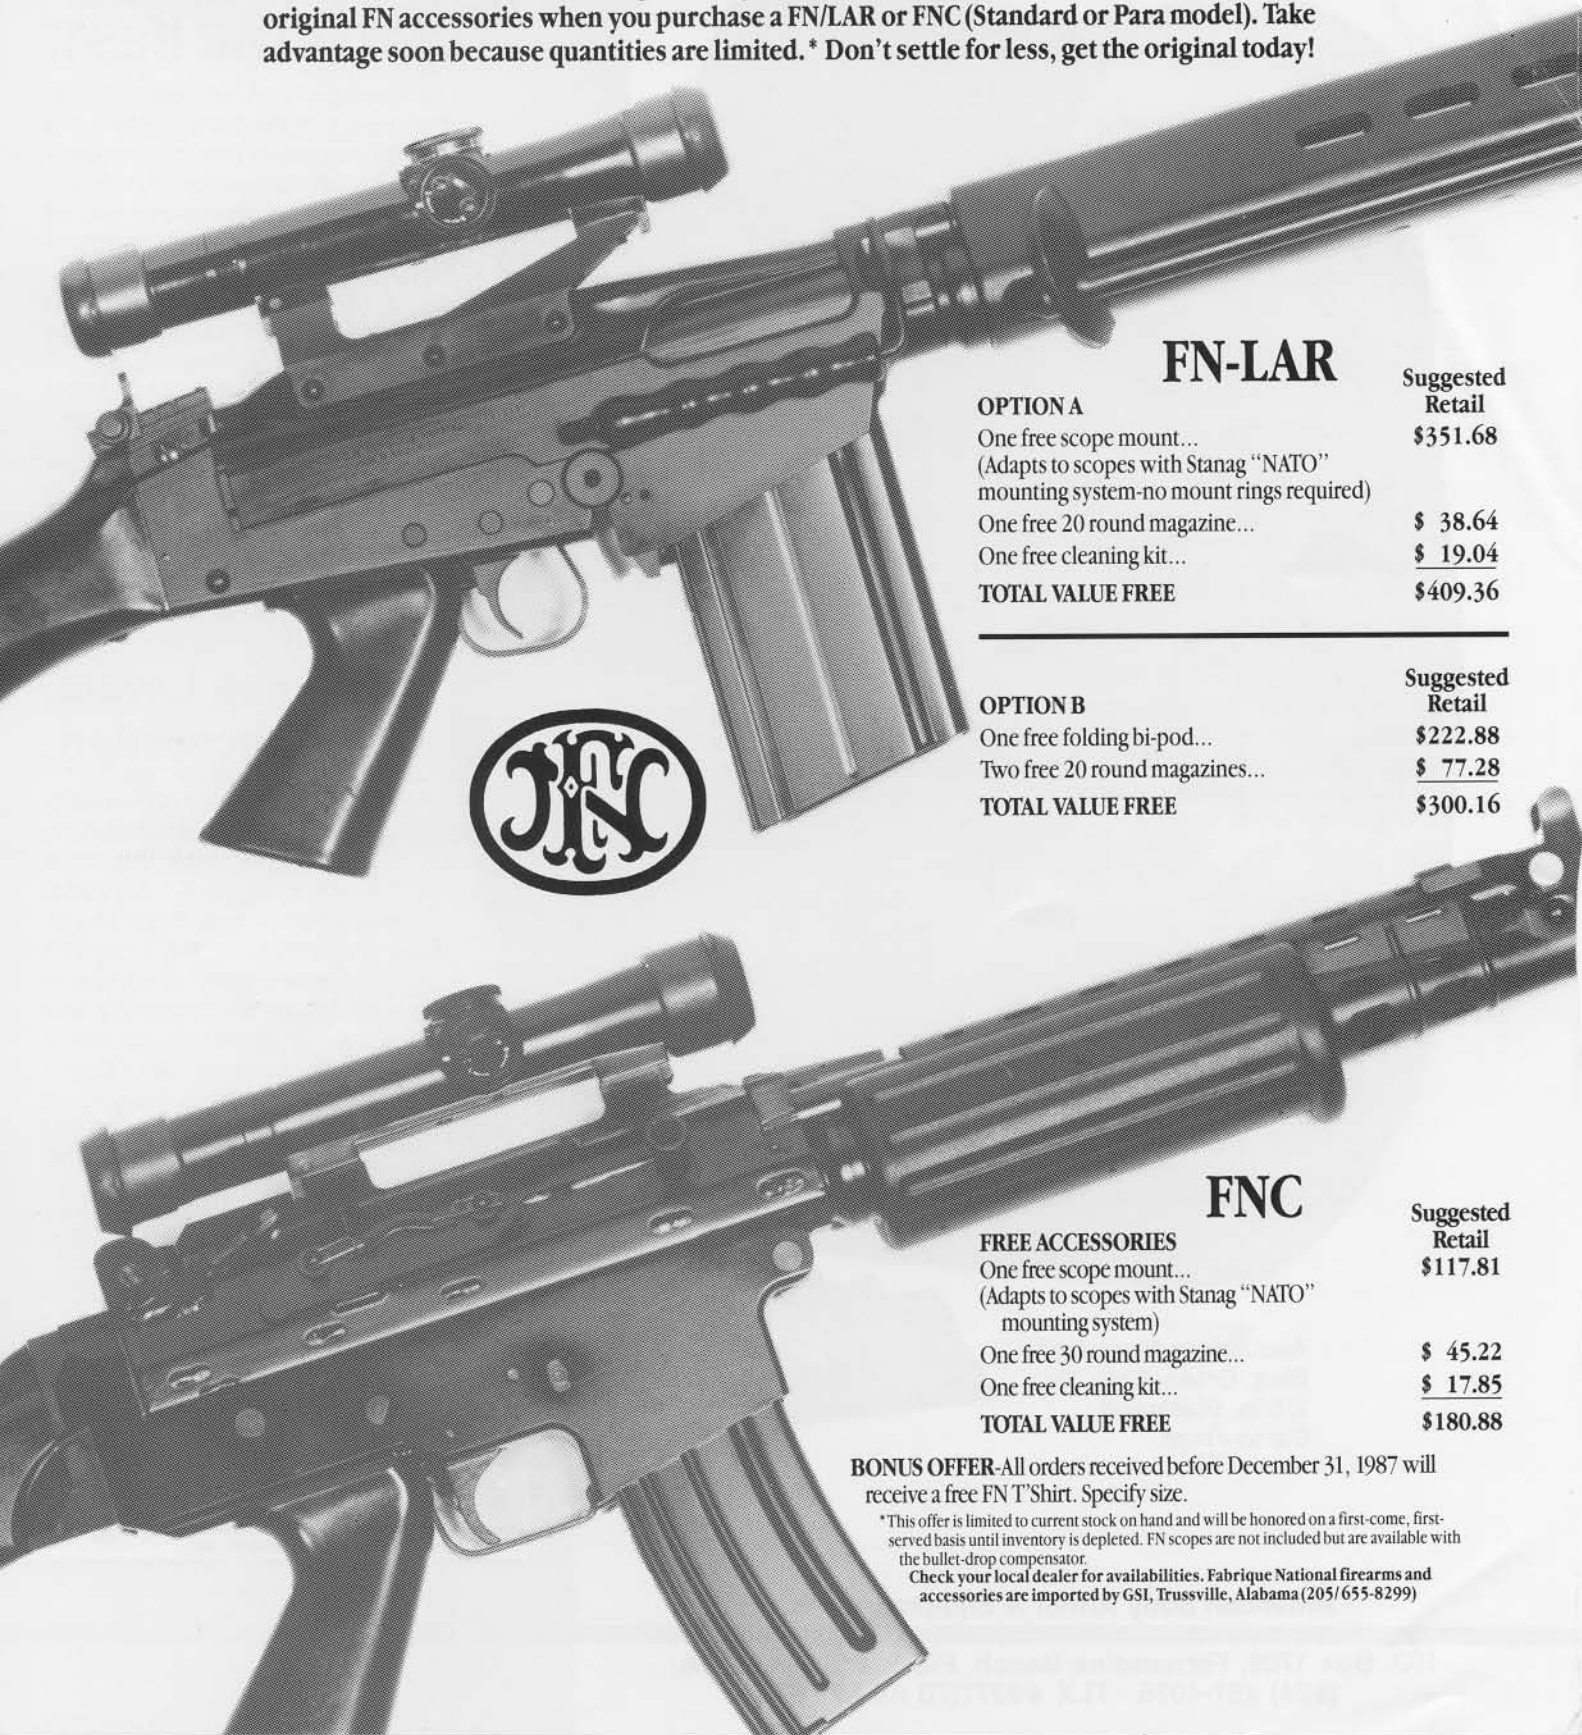 original FN accessories when you purchase a FN/LAR or FNC (Standard or Para model). Take
advantage soon because quantities are limited.* Don't settle for less, get the original today!
FN-LAR
Suggested
Retail
OPTION A
One free scope mount... $351.68
(Adapts to scopes with Stanag "NATO"
mounting system-no mount rings required)
One free 20 round magazine... $ 38.64
One free cleaning kit... $ 19.04
TOTAL VALUE FREE $409.36
Suggested
OPTION B Retail
One free folding bi-pod... $222.88
Two free 20 round magazines... $ 77.28
TOTAL VALUE FREE $300.16
FN
FNC
Suggested
FREE ACCESSORIES Retail
One free scope mount... $117.81
(Adapts to scopes with Stanag "NATO"
mounting system)
One free 30 round magazine... $ 45.22
One free cleaning kit... $ 17.85
TOTAL VALUE FREE $180.88
BONUS OFFER-All orders received before December 31, 1987 will
receive a free FN T'Shirt. Specify size.
*This offer is limited to current stock on hand and will be honored on a first-come, first-
served basis until inventory is depleted. FN scopes are not included but are available with
the bullet-drop compensator.
Check your local dealer for availabilities. Fabrique National firearms and
accessories are imported by GSI, Trussville, Alabama (205/655-8299)